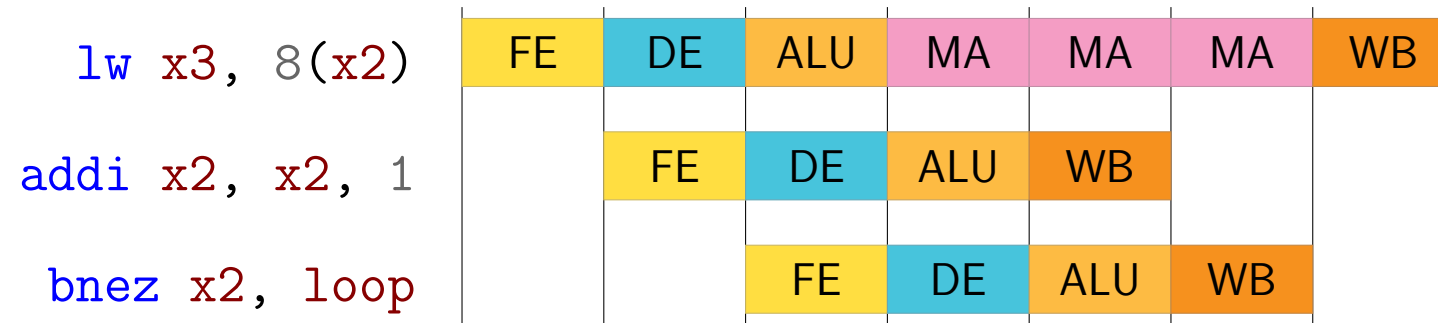 lw x3, 8(x2) FE DE ALU MA MA MA WB
addi x2, x2, 1 FE DE ALU WB
bnez x2, loop FE DE ALU WB